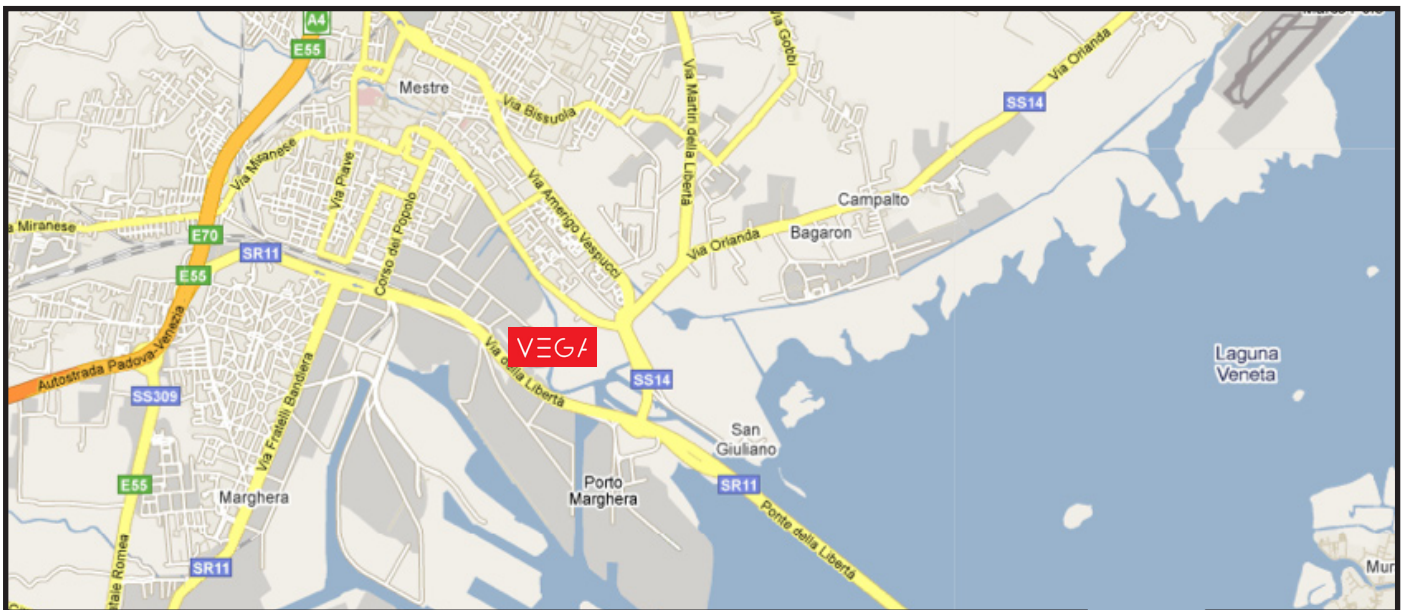 A4
E55
Mestre
Via Gobbi
Via Orlanda
SS14
Via Bissuola
Via Martiri della Libertà
Via Miranese
Via Piave
Via Amerigo Vespucci
Campalto
a Miranese
E70
Corso del Popolo
Bagaron
Via Orlanda
SR11
E55
VEGA
Via della Libertà
Laguna
Veneta
Autostrada Padova-Venezia
SS14
SS309
Via Fratelli Bandiera
San
Giuliano
E55
Marghera
Porto
Marghera
SR11
Ponte della Libertà
SR11
Mur
tale Romea